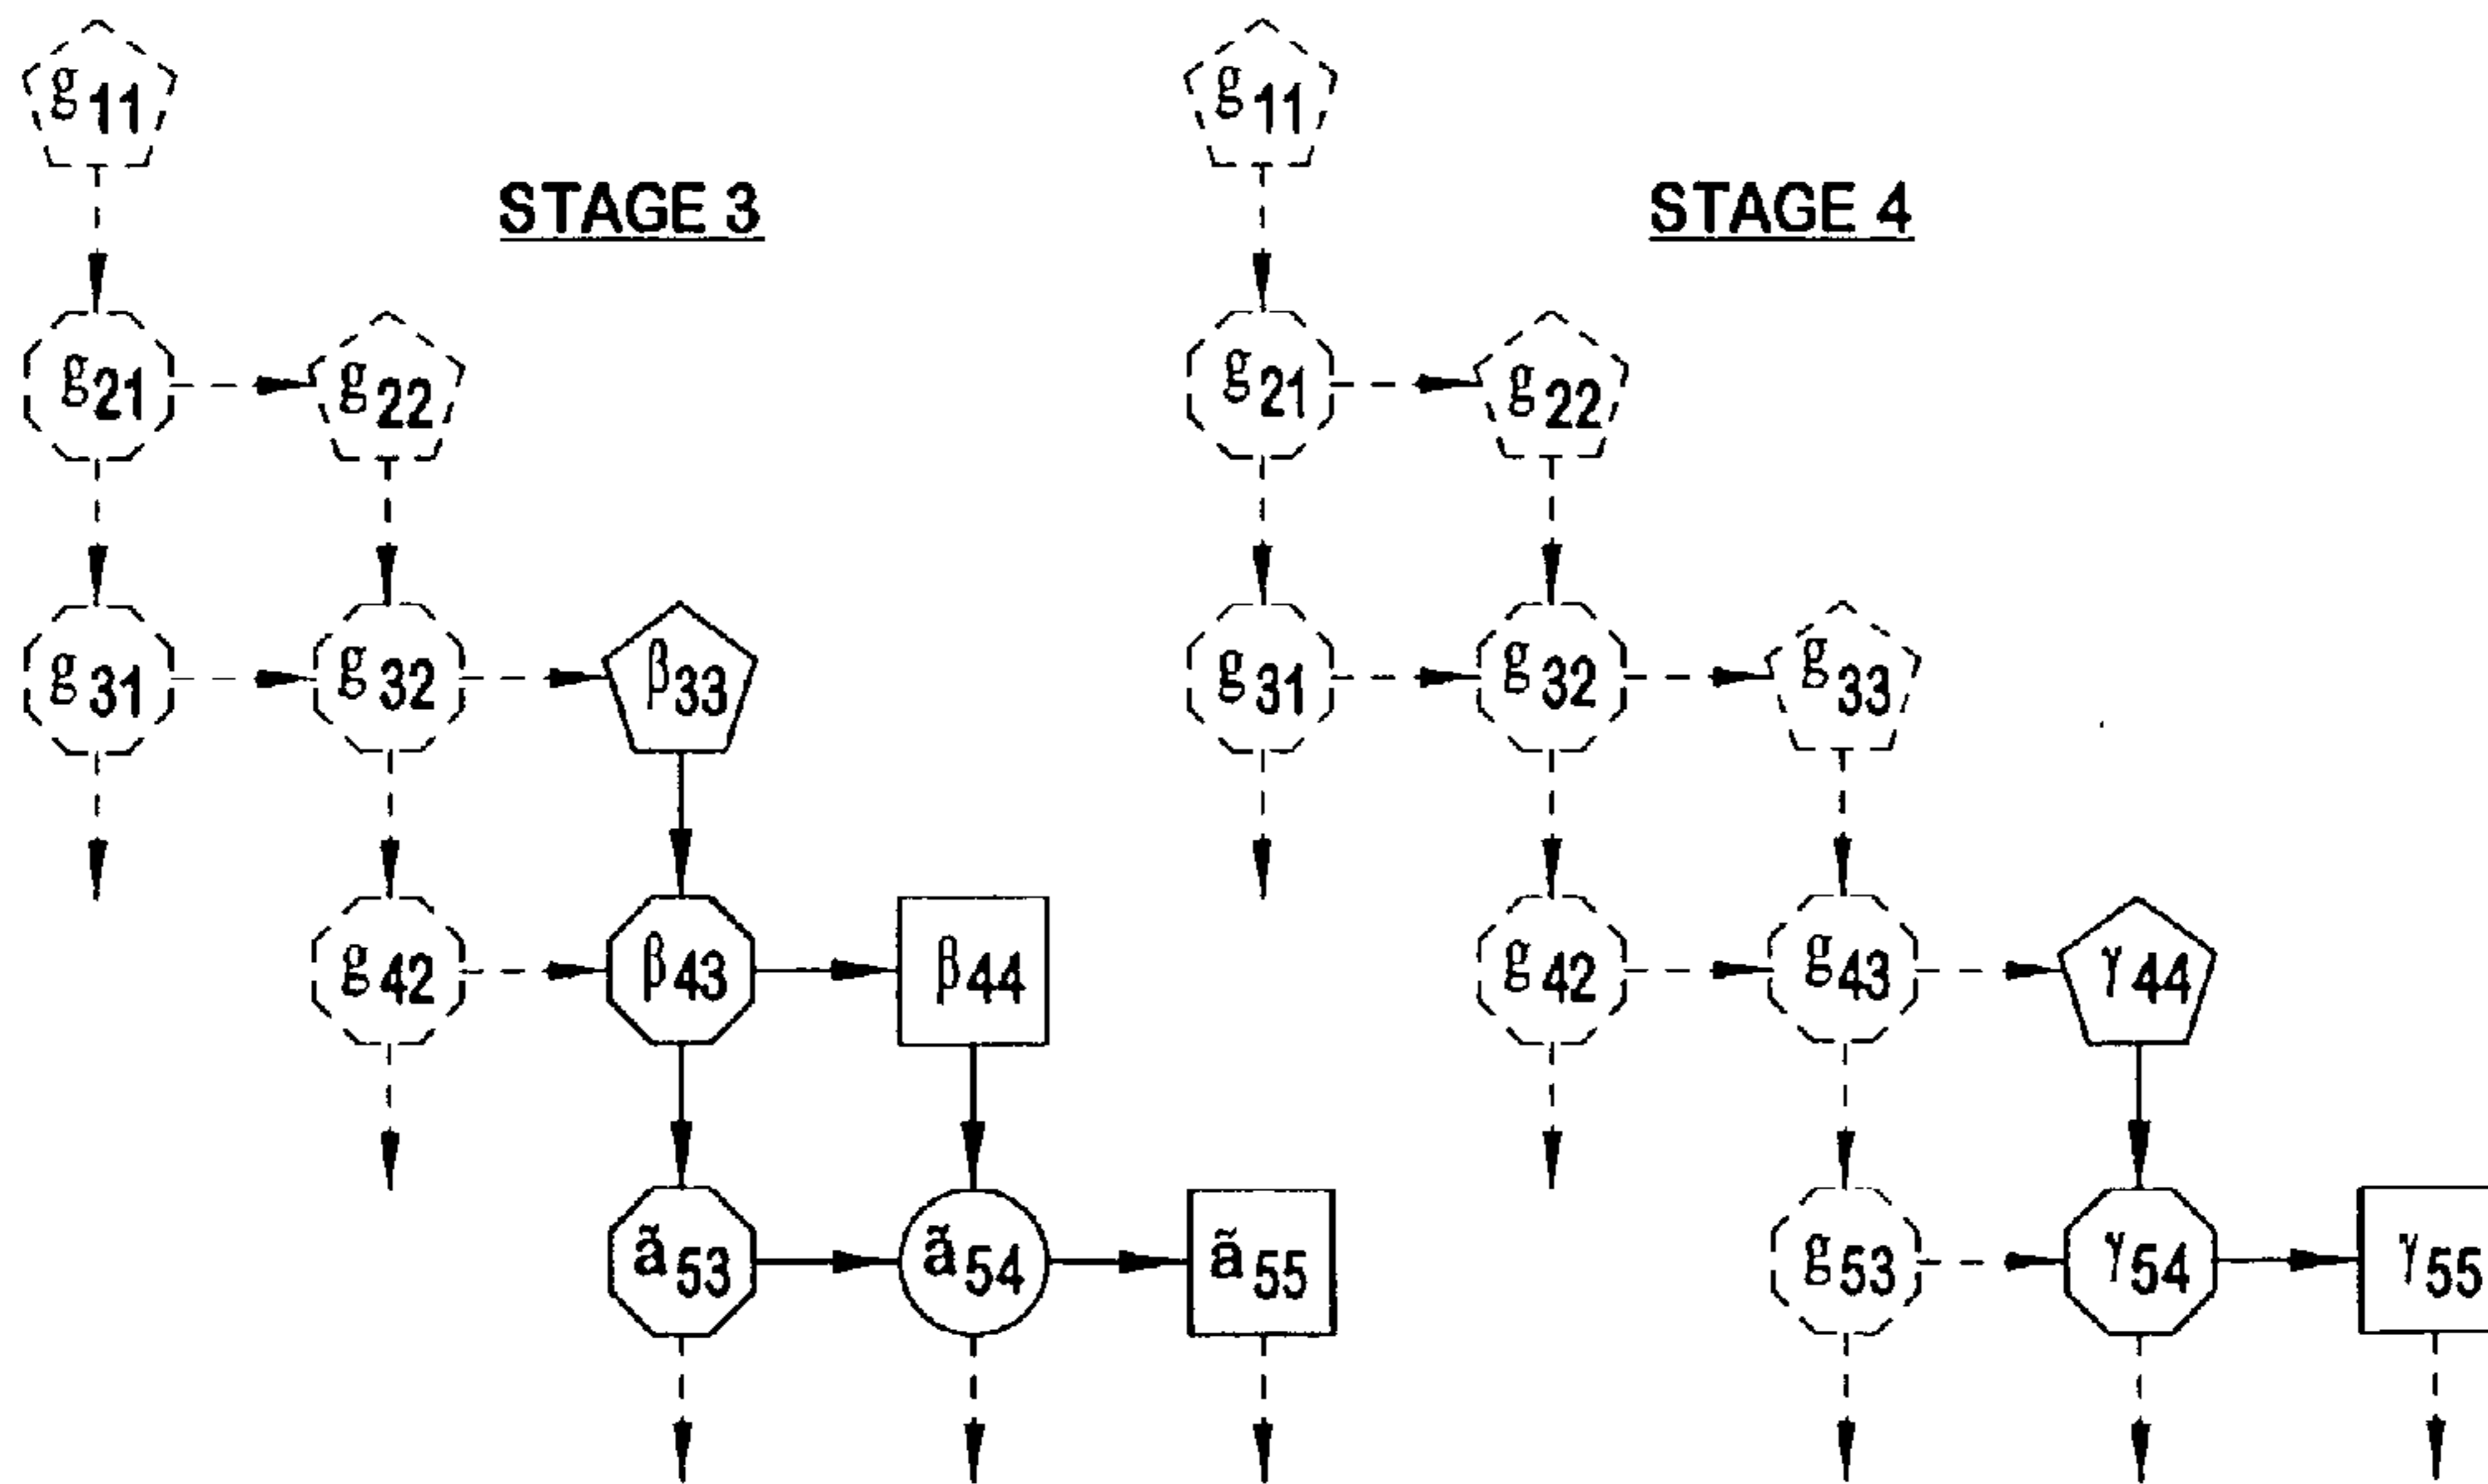 g11 g11
STAGE 3 STAGE 4
g21 g22 g21 g22
g31 g32 β33 g31 g32 g33
g42 β43 β44 g42 g43 γ44
ã53 ã54 ã55 g53 γ54 γ55